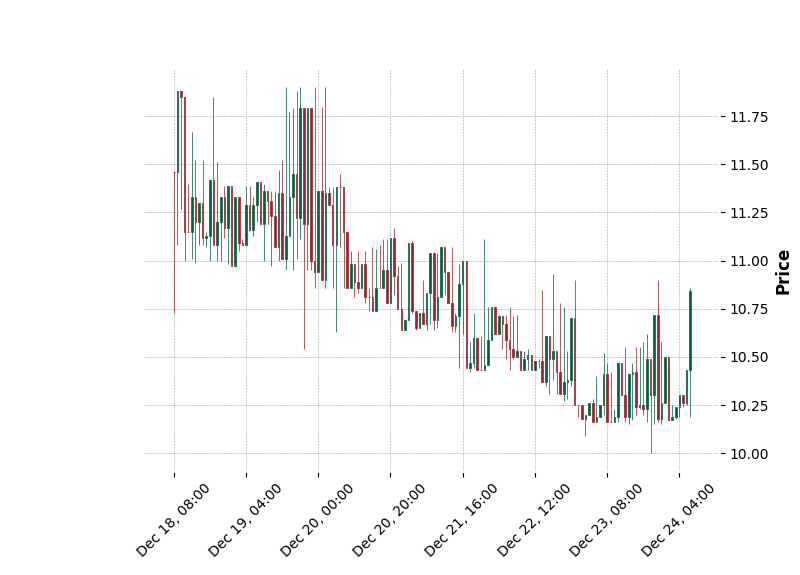 11.75
11.50
11.25
11.00
10.75
10.50
10.25
10.00
Price
Dec 18, 08:00
Dec 19, 04:00
Dec 20, 00:00
Dec 20, 20:00
Dec 21, 16:00
Dec 22, 12:00
Dec 23, 08:00
Dec 24, 04:00